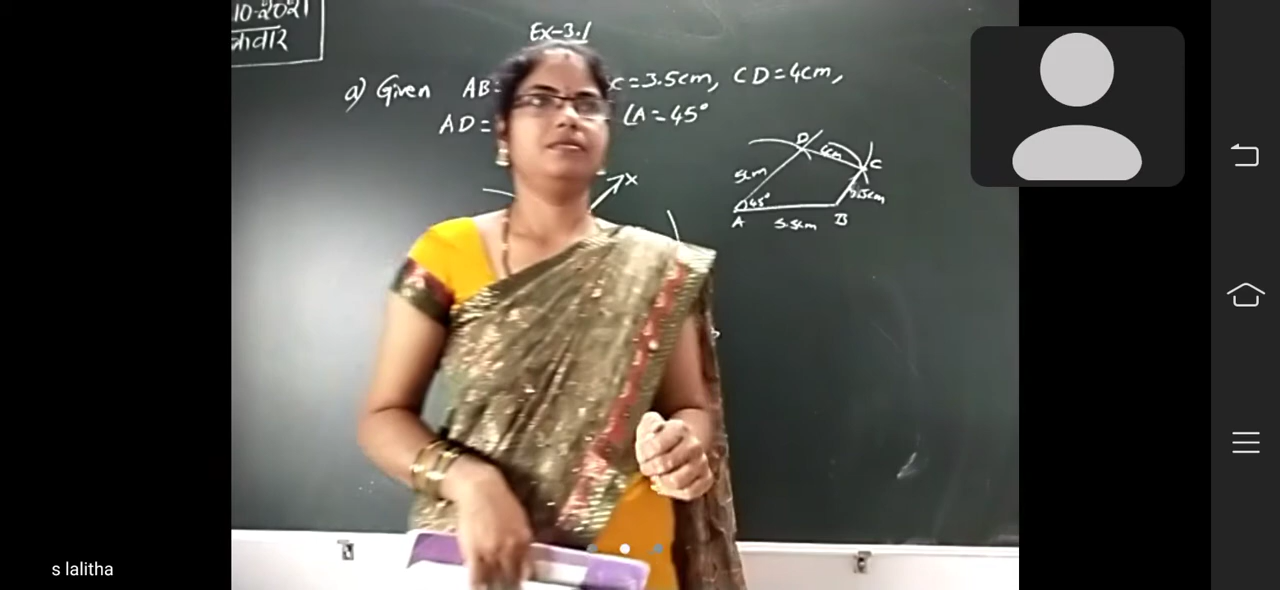 10-2021
Ex-3.1
a) Given AB= C=3.5cm, CD=4cm,
AD= ∠A=45°
X
D
4cm
C
5cm
3.5cm
45°
A
5.5cm
B
s lalitha